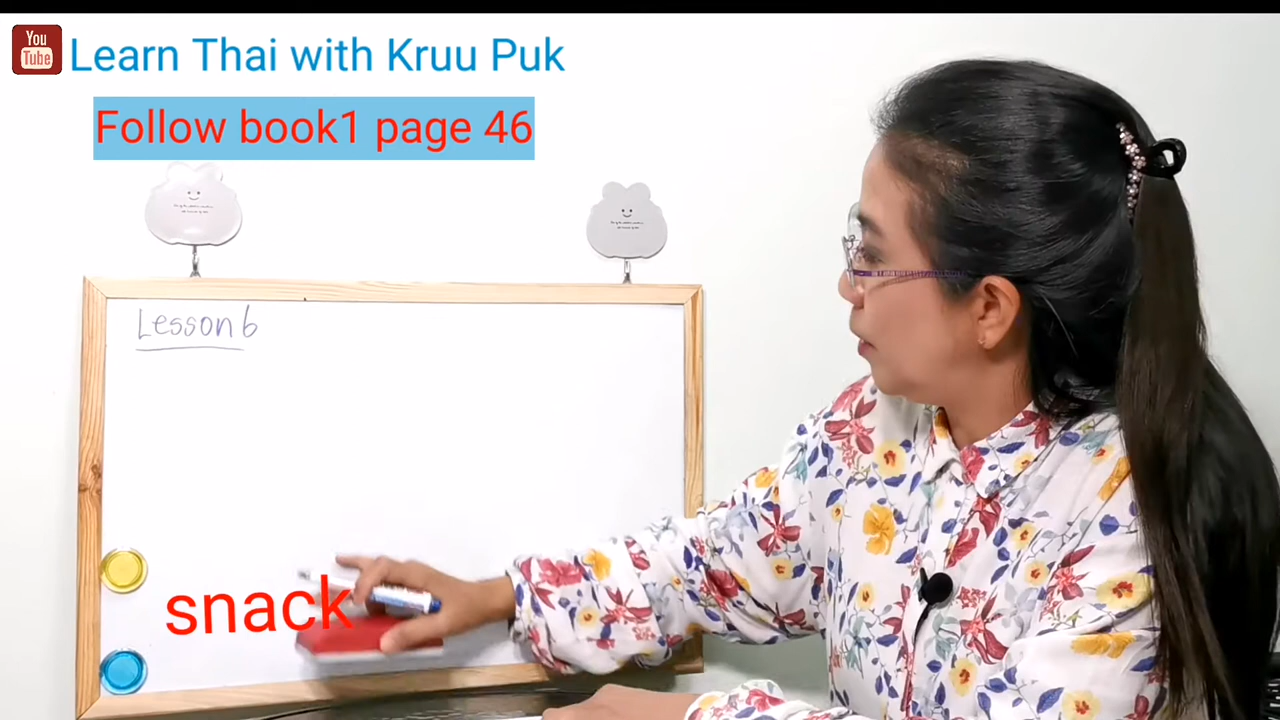 You
Tube
Learn Thai with Kruu Puk
Follow book1 page 46
Lesson 6
snack